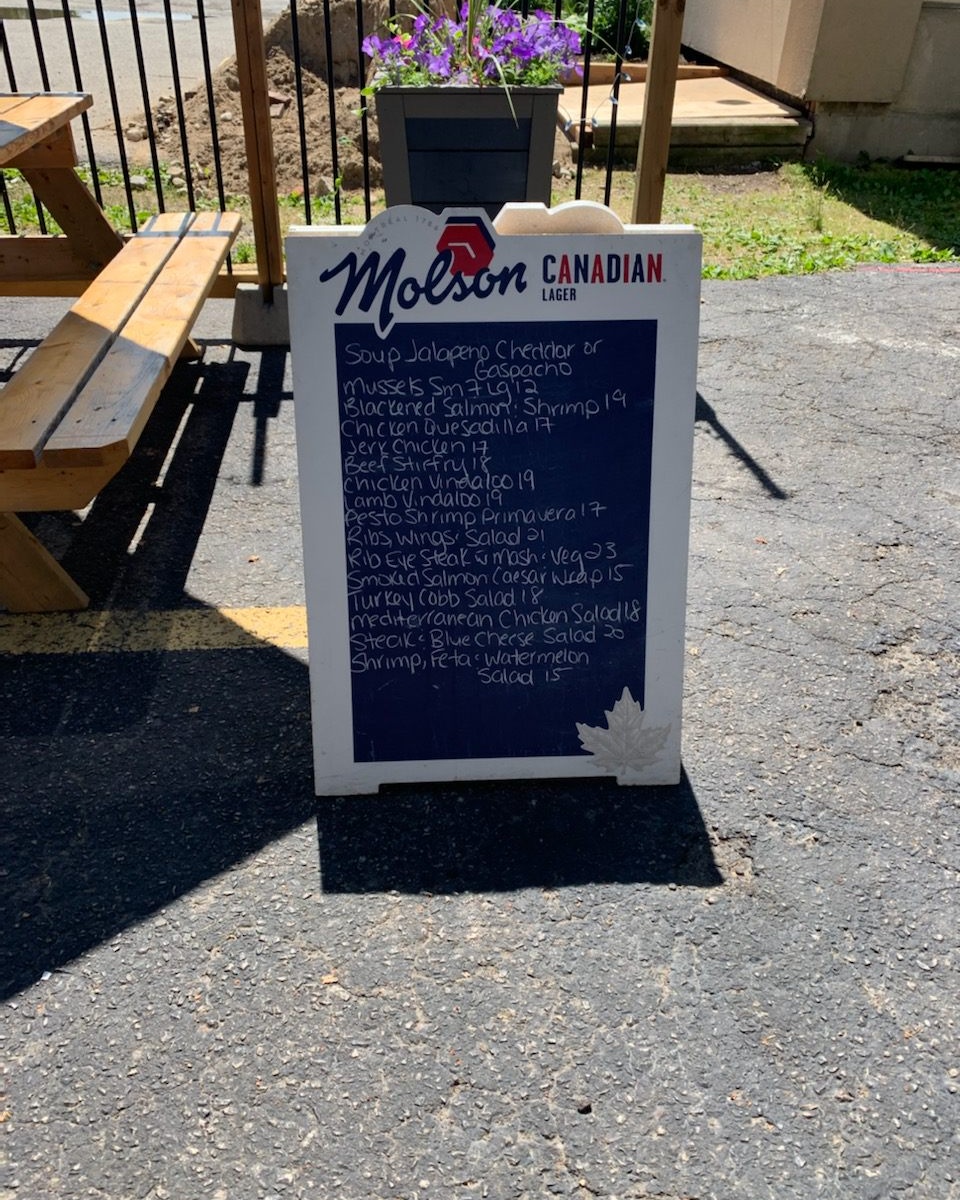 MONTRÉAL 1786
Molson CANADIAN
LAGER
Soup Jalapeno Cheddar or
Gaspacho
Mussels Sm 7 Lg 12
Blackened Salmon & Shrimp 19
Chicken Quesadilla 17
Jerk Chicken 17
Beef Stirfry 18
Chicken Vindaloo 19
Lamb Vindaloo 19
Pesto Shrimp Primavera 17
Ribs, Wings & Salad 21
Rib Eye Steak w mash & veg 23
Smoked Salmon Caesar Wrap 15
Turkey Cobb Salad 18
mediterranean Chicken Salad 18
Steak & Blue Cheese Salad 20
Shrimp, Feta & Watermelon
Salad 15